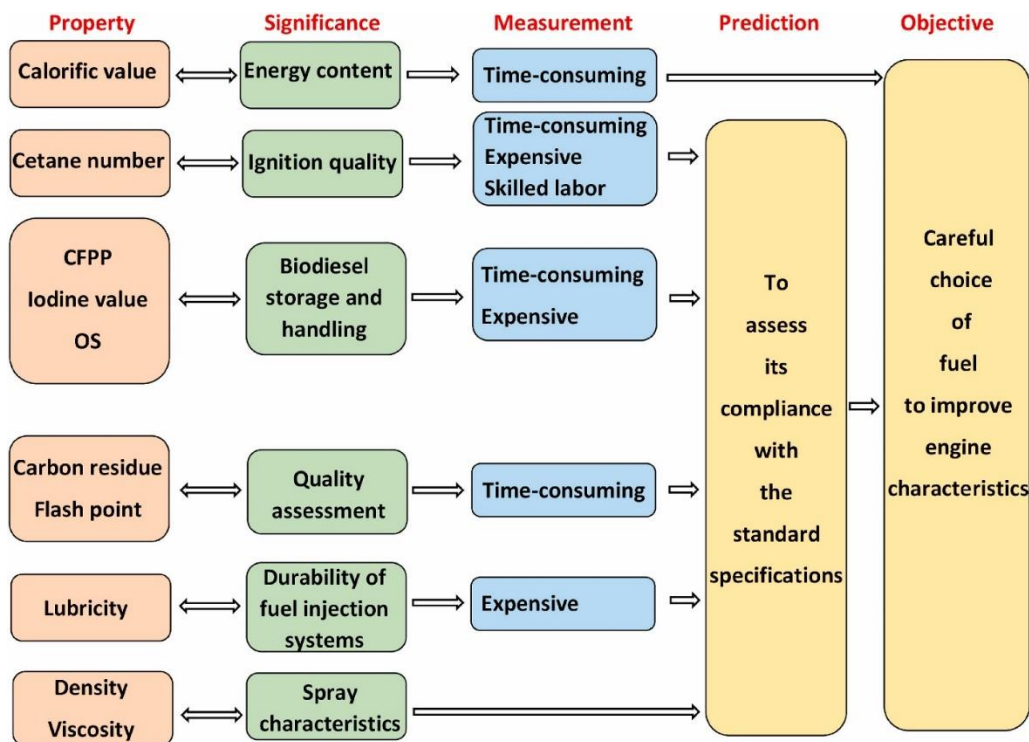 Property
Significance
Measurement
Prediction
Objective
Calorific value
Energy content
Time-consuming
Cetane number
Ignition quality
Time-consuming
Expensive
Skilled labor
CFPP
Iodine value
OS
Biodiesel
storage and
handling
Time-consuming
Expensive
Carbon residue
Flash point
Quality
assessment
Time-consuming
Lubricity
Durability of
fuel injection
systems
Expensive
Density
Viscosity
Spray
characteristics
To
assess
its
compliance
with
the
standard
specifications
Careful
choice
of
fuel
to improve
engine
characteristics